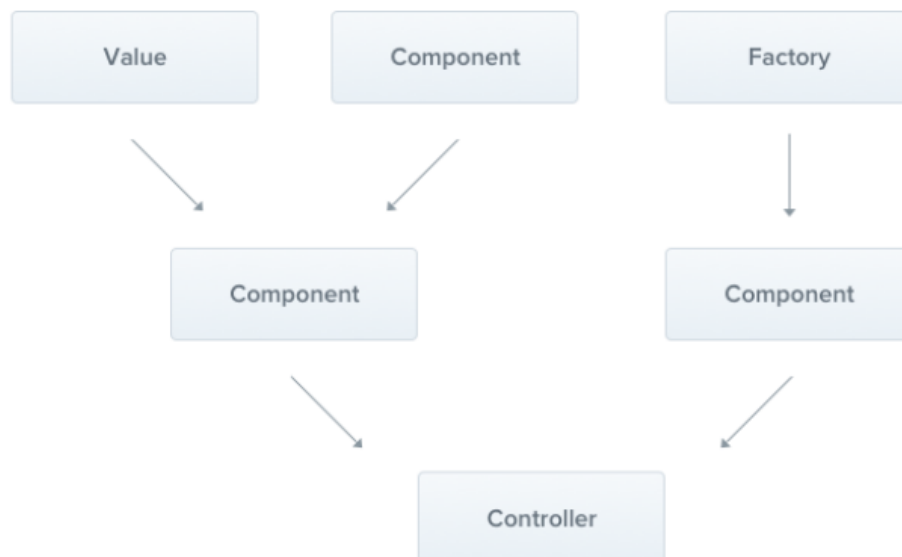 Value
Component
Factory
Component
Component
Controller